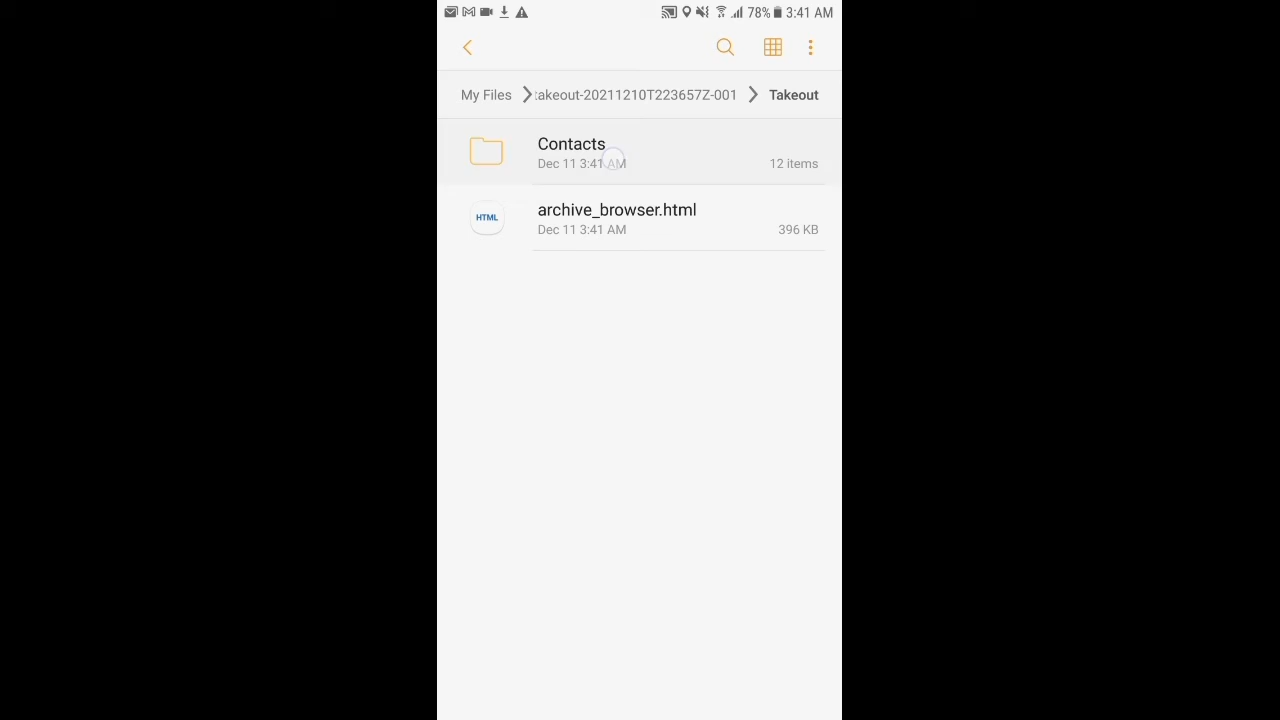 78% 3:41 AM
My Files takeout-20211210T223657Z-001 Takeout
Contacts
Dec 11 3:41 AM 12 items
HTML archive_browser.html
Dec 11 3:41 AM 396 KB